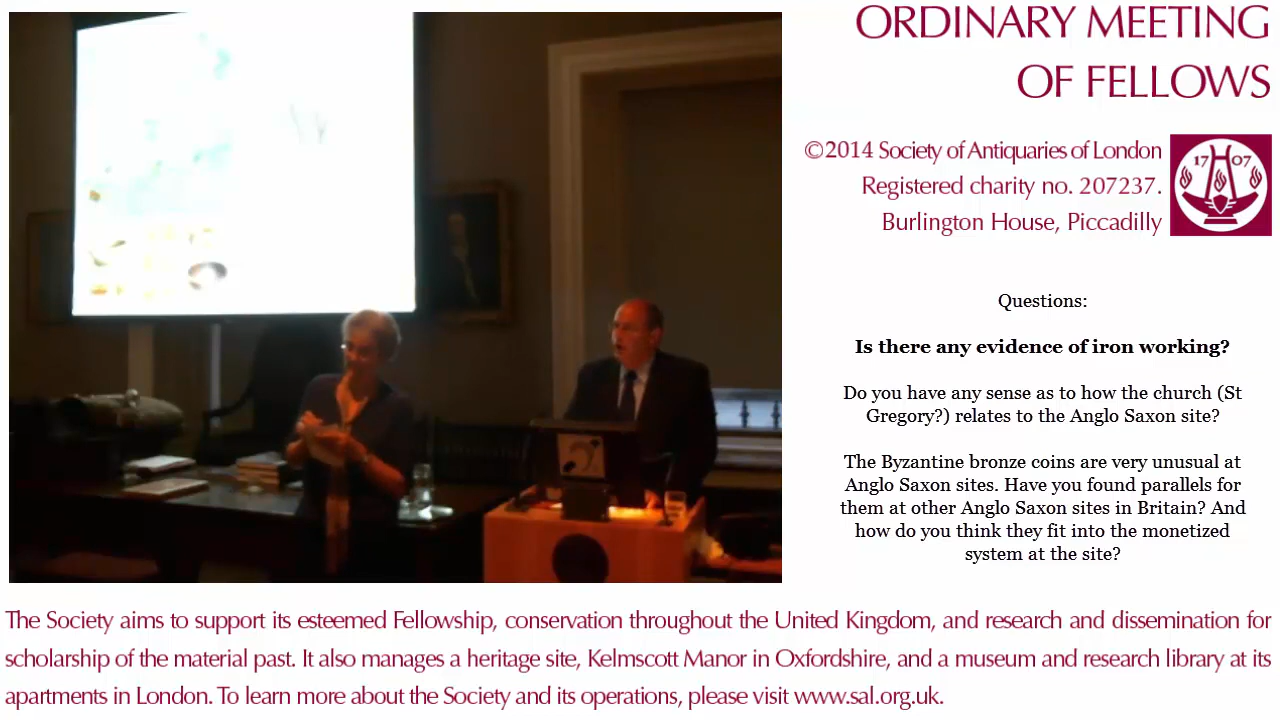 ORDINARY MEETING
OF FELLOWS
©2014 Society of Antiquaries of London
Registered charity no. 207237.
Burlington House, Piccadilly
17 07
Questions:
Is there any evidence of iron working?
Do you have any sense as to how the church (St
Gregory?) relates to the Anglo Saxon site?
The Byzantine bronze coins are very unusual at
Anglo Saxon sites. Have you found parallels for
them at other Anglo Saxon sites in Britain? And
how do you think they fit into the monetized
system at the site?
The Society aims to support its esteemed Fellowship, conservation throughout the United Kingdom, and research and dissemination for
scholarship of the material past. It also manages a heritage site, Kelmscott Manor in Oxfordshire, and a museum and research library at its
apartments in London. To learn more about the Society and its operations, please visit www.sal.org.uk.